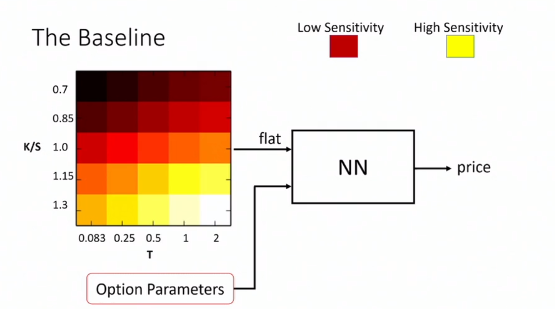 The Baseline
Low Sensitivity
High Sensitivity
0.7
0.85
K/S
1.0
1.15
1.3
0.083 0.25 0.5 1 2
T
flat
NN
price
Option Parameters